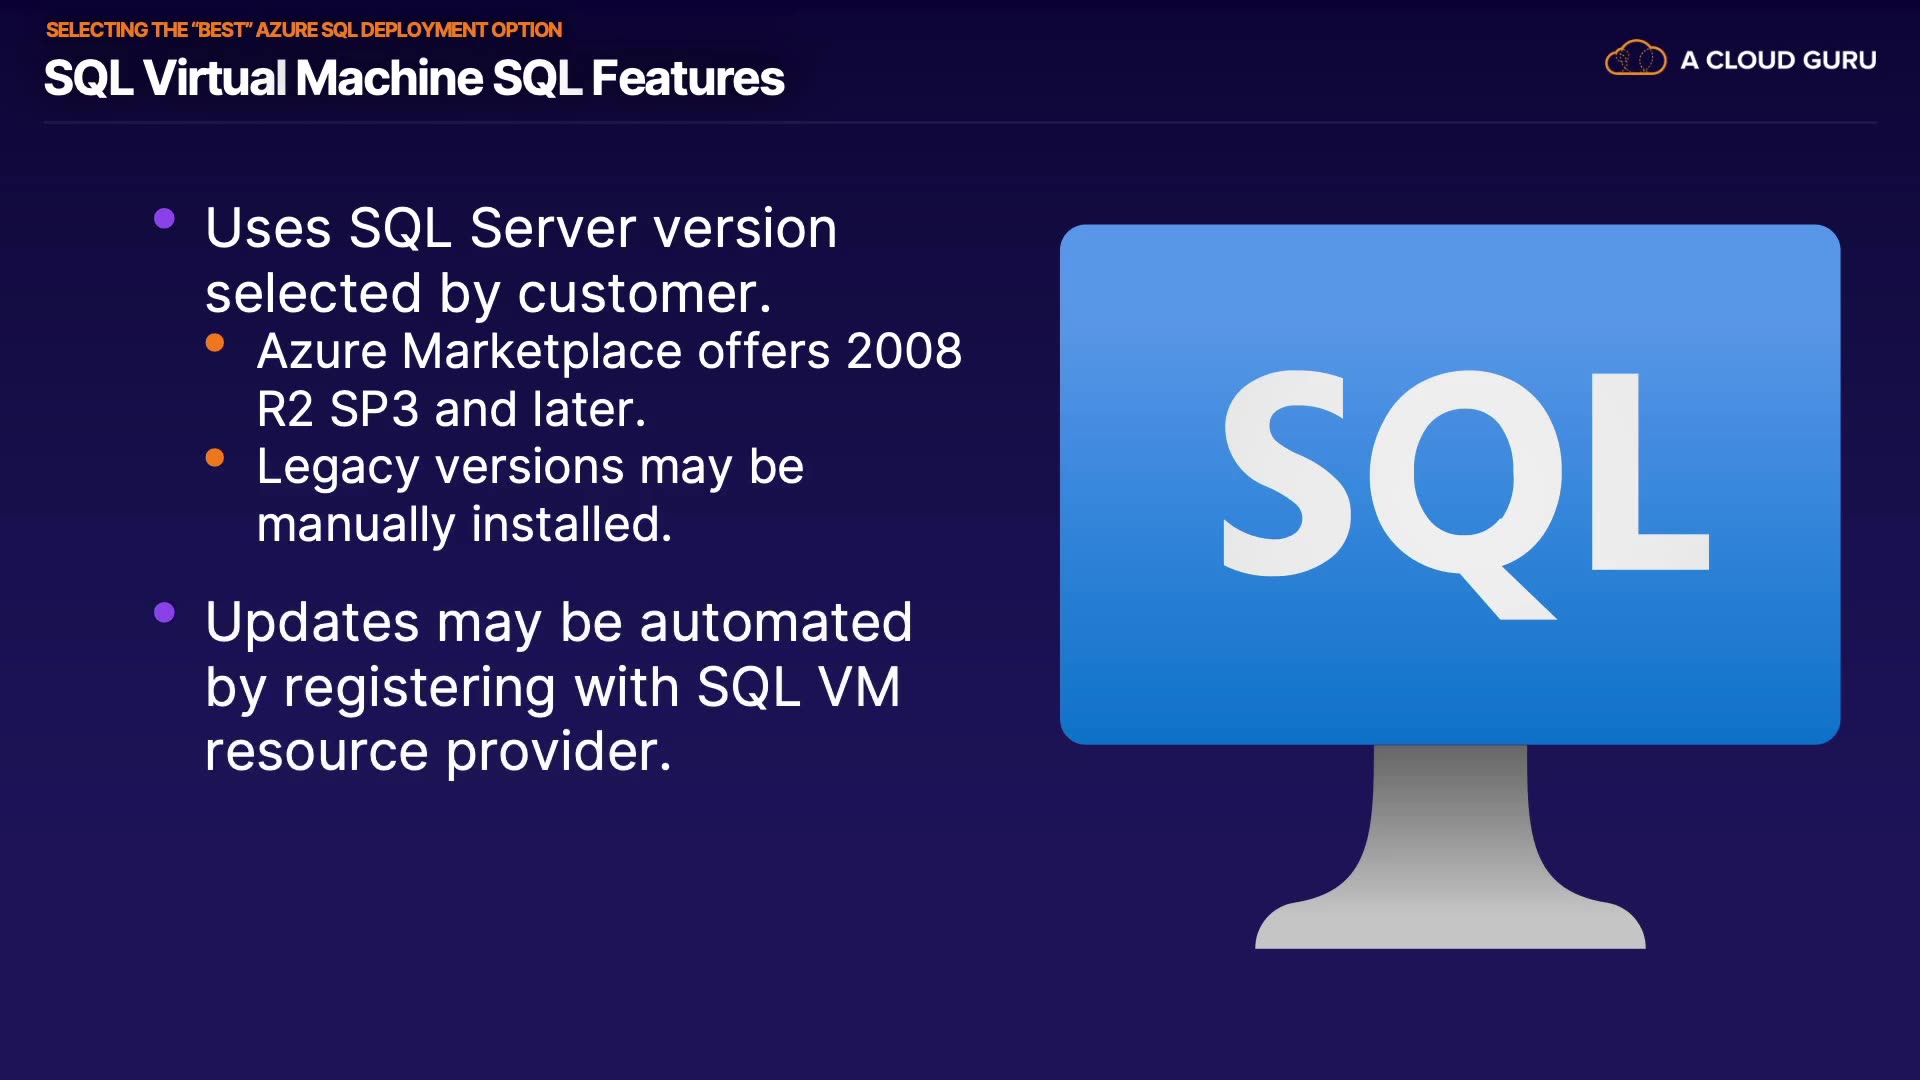 SELECTING THE “BEST” AZURE SQL DEPLOYMENT OPTION
SQL Virtual Machine SQL Features
A CLOUD GURU
Uses SQL Server version
selected by customer.
Azure Marketplace offers 2008
R2 SP3 and later.
Legacy versions may be
manually installed.
Updates may be automated
by registering with SQL VM
resource provider.
SQL